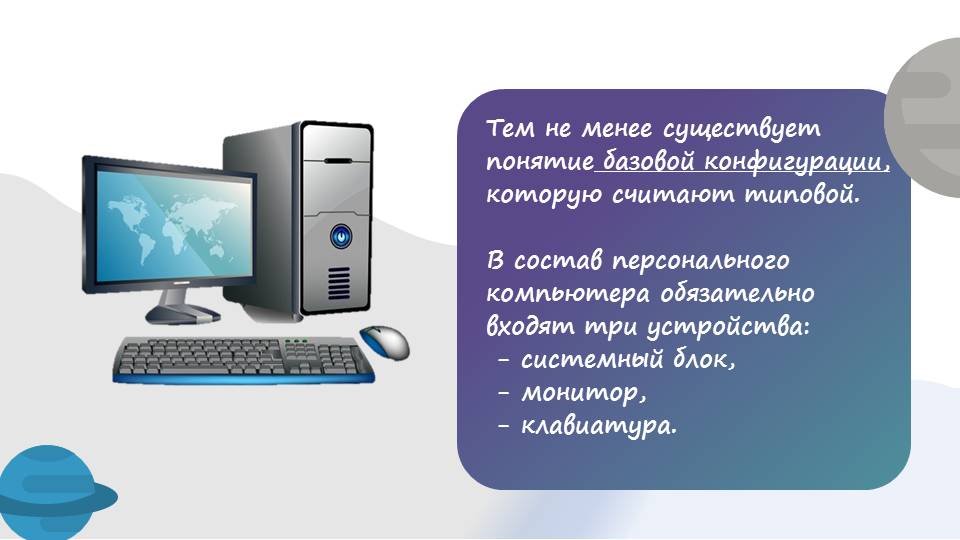 Тем не менее существует
понятие базовой конфигурации,
которую считают типовой.
В состав персонального
компьютера обязательно
входят три устройства:
- системный блок,
- монитор,
- клавиатура.